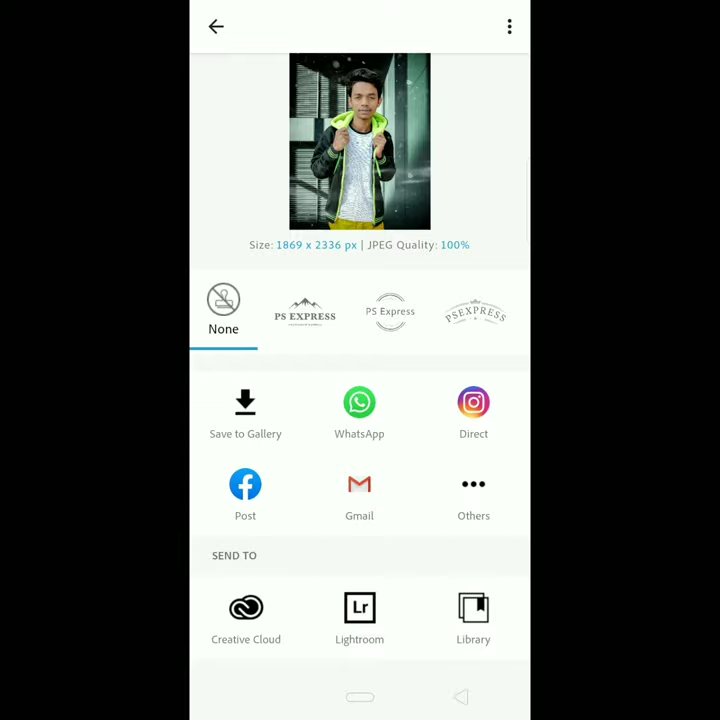 Size: 1869 x 2336 px | JPEG Quality: 100%
None
PS EXPRESS
PS Express
PSEXPRESS
Save to Gallery
WhatsApp
Direct
Post
Gmail
Others
SEND TO
Lr
Creative Cloud
Lightroom
Library